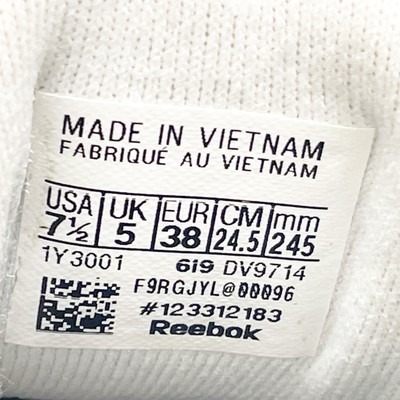 MADE IN VIETNAM
FABRIQUÉ AU VIETNAM
USA UK EUR CM mm
7½ 5 38 24.5 245
1Y3001 6I9 DV9714
F9RGJYL@00096
#123312183
Reebok